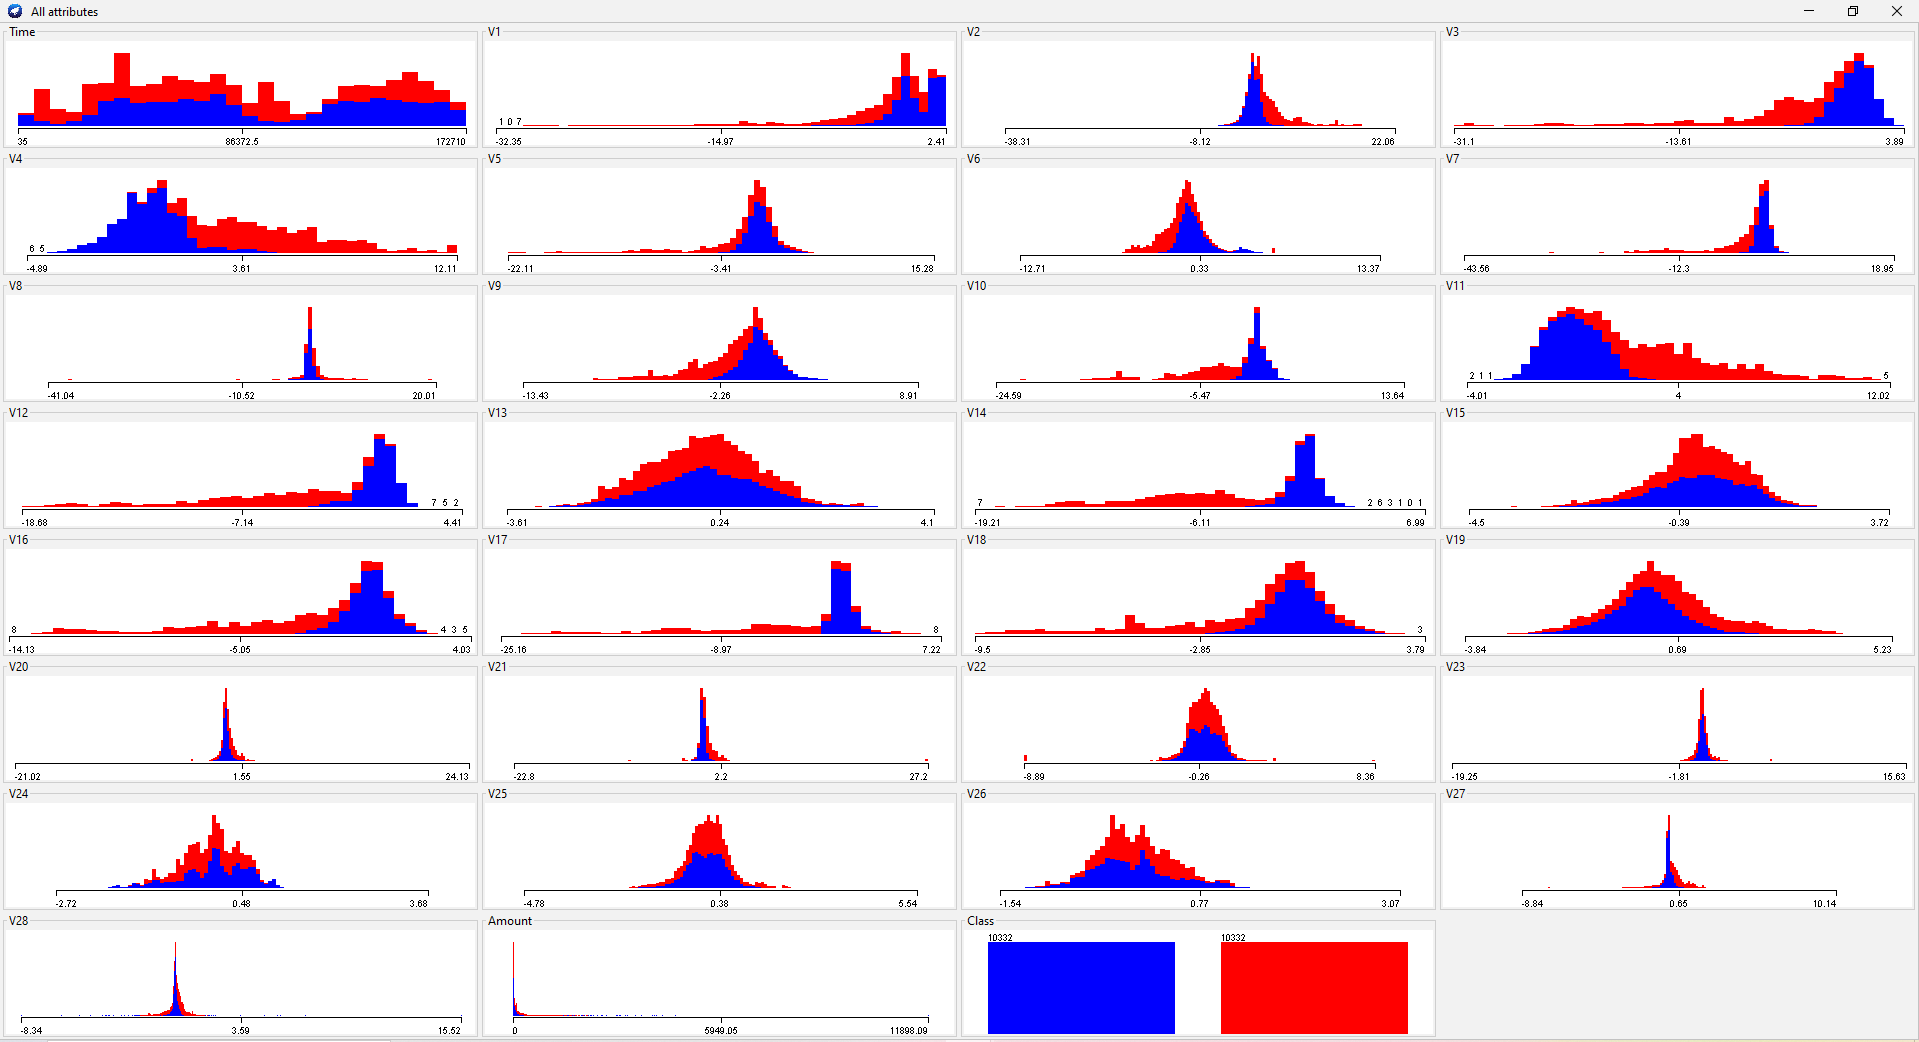 All attributes
Time V1 V2 V3
1 0 7
35 86372.5 172710 -32.35 -14.97 2.41 -38.31 -8.12 22.06 -31.1 -13.61 3.89
V4 V5 V6 V7
6 5
-4.89 3.61 12.11 -22.11 -3.41 15.28 -12.71 0.33 13.37 -43.56 -12.3 18.95
V8 V9 V10 V11
2 1 1 5
-41.04 -10.52 20.01 -13.43 -2.26 8.91 -24.59 -5.47 13.64 -4.01 4 12.02
V12 V13 V14 V15
7 5 2 7 2 6 3 1 0 1
-18.68 -7.14 4.41 -3.61 0.24 4.1 -19.21 -6.11 6.99 -4.5 -0.39 3.72
V16 V17 V18 V19
8 4 3 5 8 3
-14.13 -5.05 4.03 -25.16 -8.97 7.22 -9.5 -2.85 3.79 -3.84 0.69 5.23
V20 V21 V22 V23
-21.02 1.55 24.13 -22.8 2.2 27.2 -8.89 -0.26 8.36 -19.25 -1.81 15.63
V24 V25 V26 V27
-2.72 0.48 3.68 -4.78 0.38 5.54 -1.54 0.77 3.07 -8.84 0.65 10.14
V28 Amount Class
10332 10332
-8.34 3.59 16.52 0 5949.05 11898.09